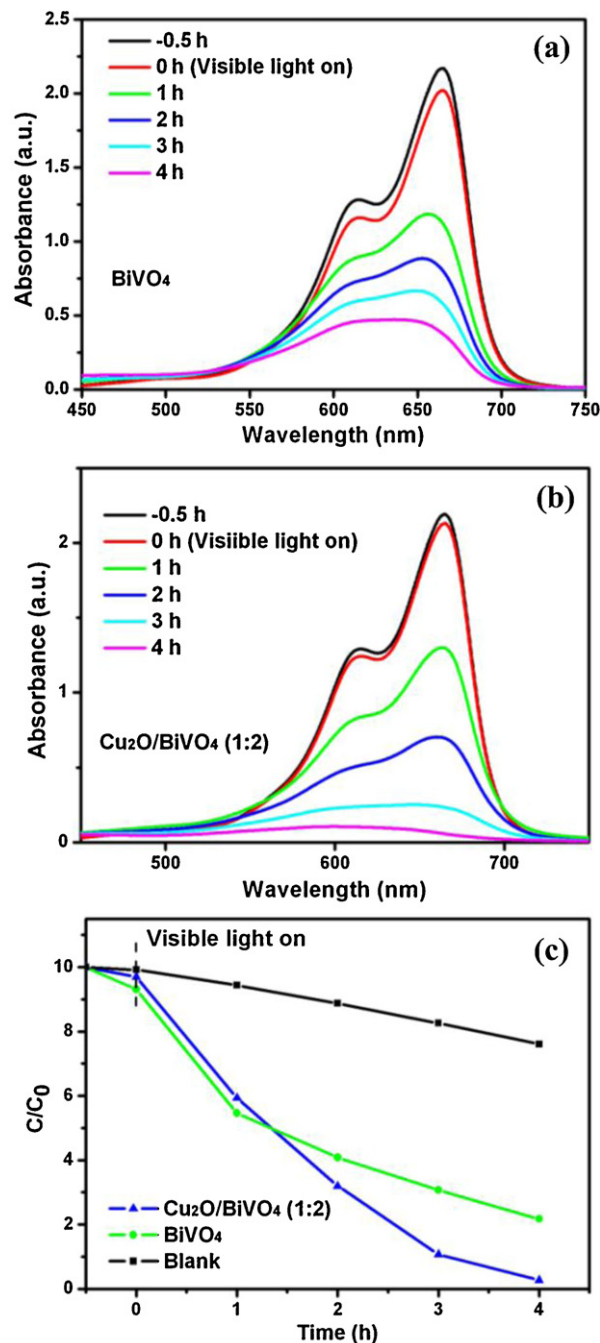 (a)
-0.5 h
0 h (Visible light on)
1 h
2 h
3 h
4 h
BiVO₄
Absorbance (a.u.)
2.5
2.0
1.5
1.0
0.5
0.0
450 500 550 600 650 700 750
Wavelength (nm)
(b)
-0.5 h
0 h (Visiible light on)
1 h
2 h
3 h
4 h
Cu₂O/BiVO₄ (1:2)
Absorbance (a.u.)
2
1
0
500 600 700
Wavelength (nm)
(c)
Visible light on
C/C₀
10
8
6
4
2
0
Cu₂O/BiVO₄ (1:2)
BiVO₄
Blank
0 1 2 3 4
Time (h)